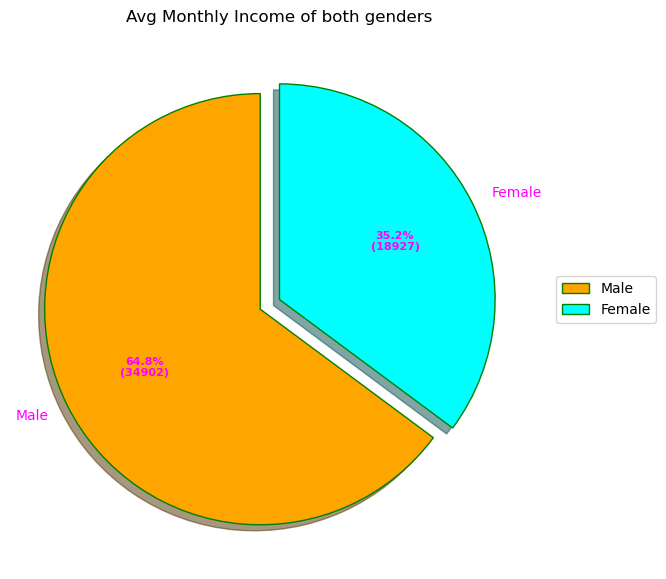 Avg Monthly Income of both genders
Female
35.2%
(18927)
Male
Female
64.8%
(34902)
Male